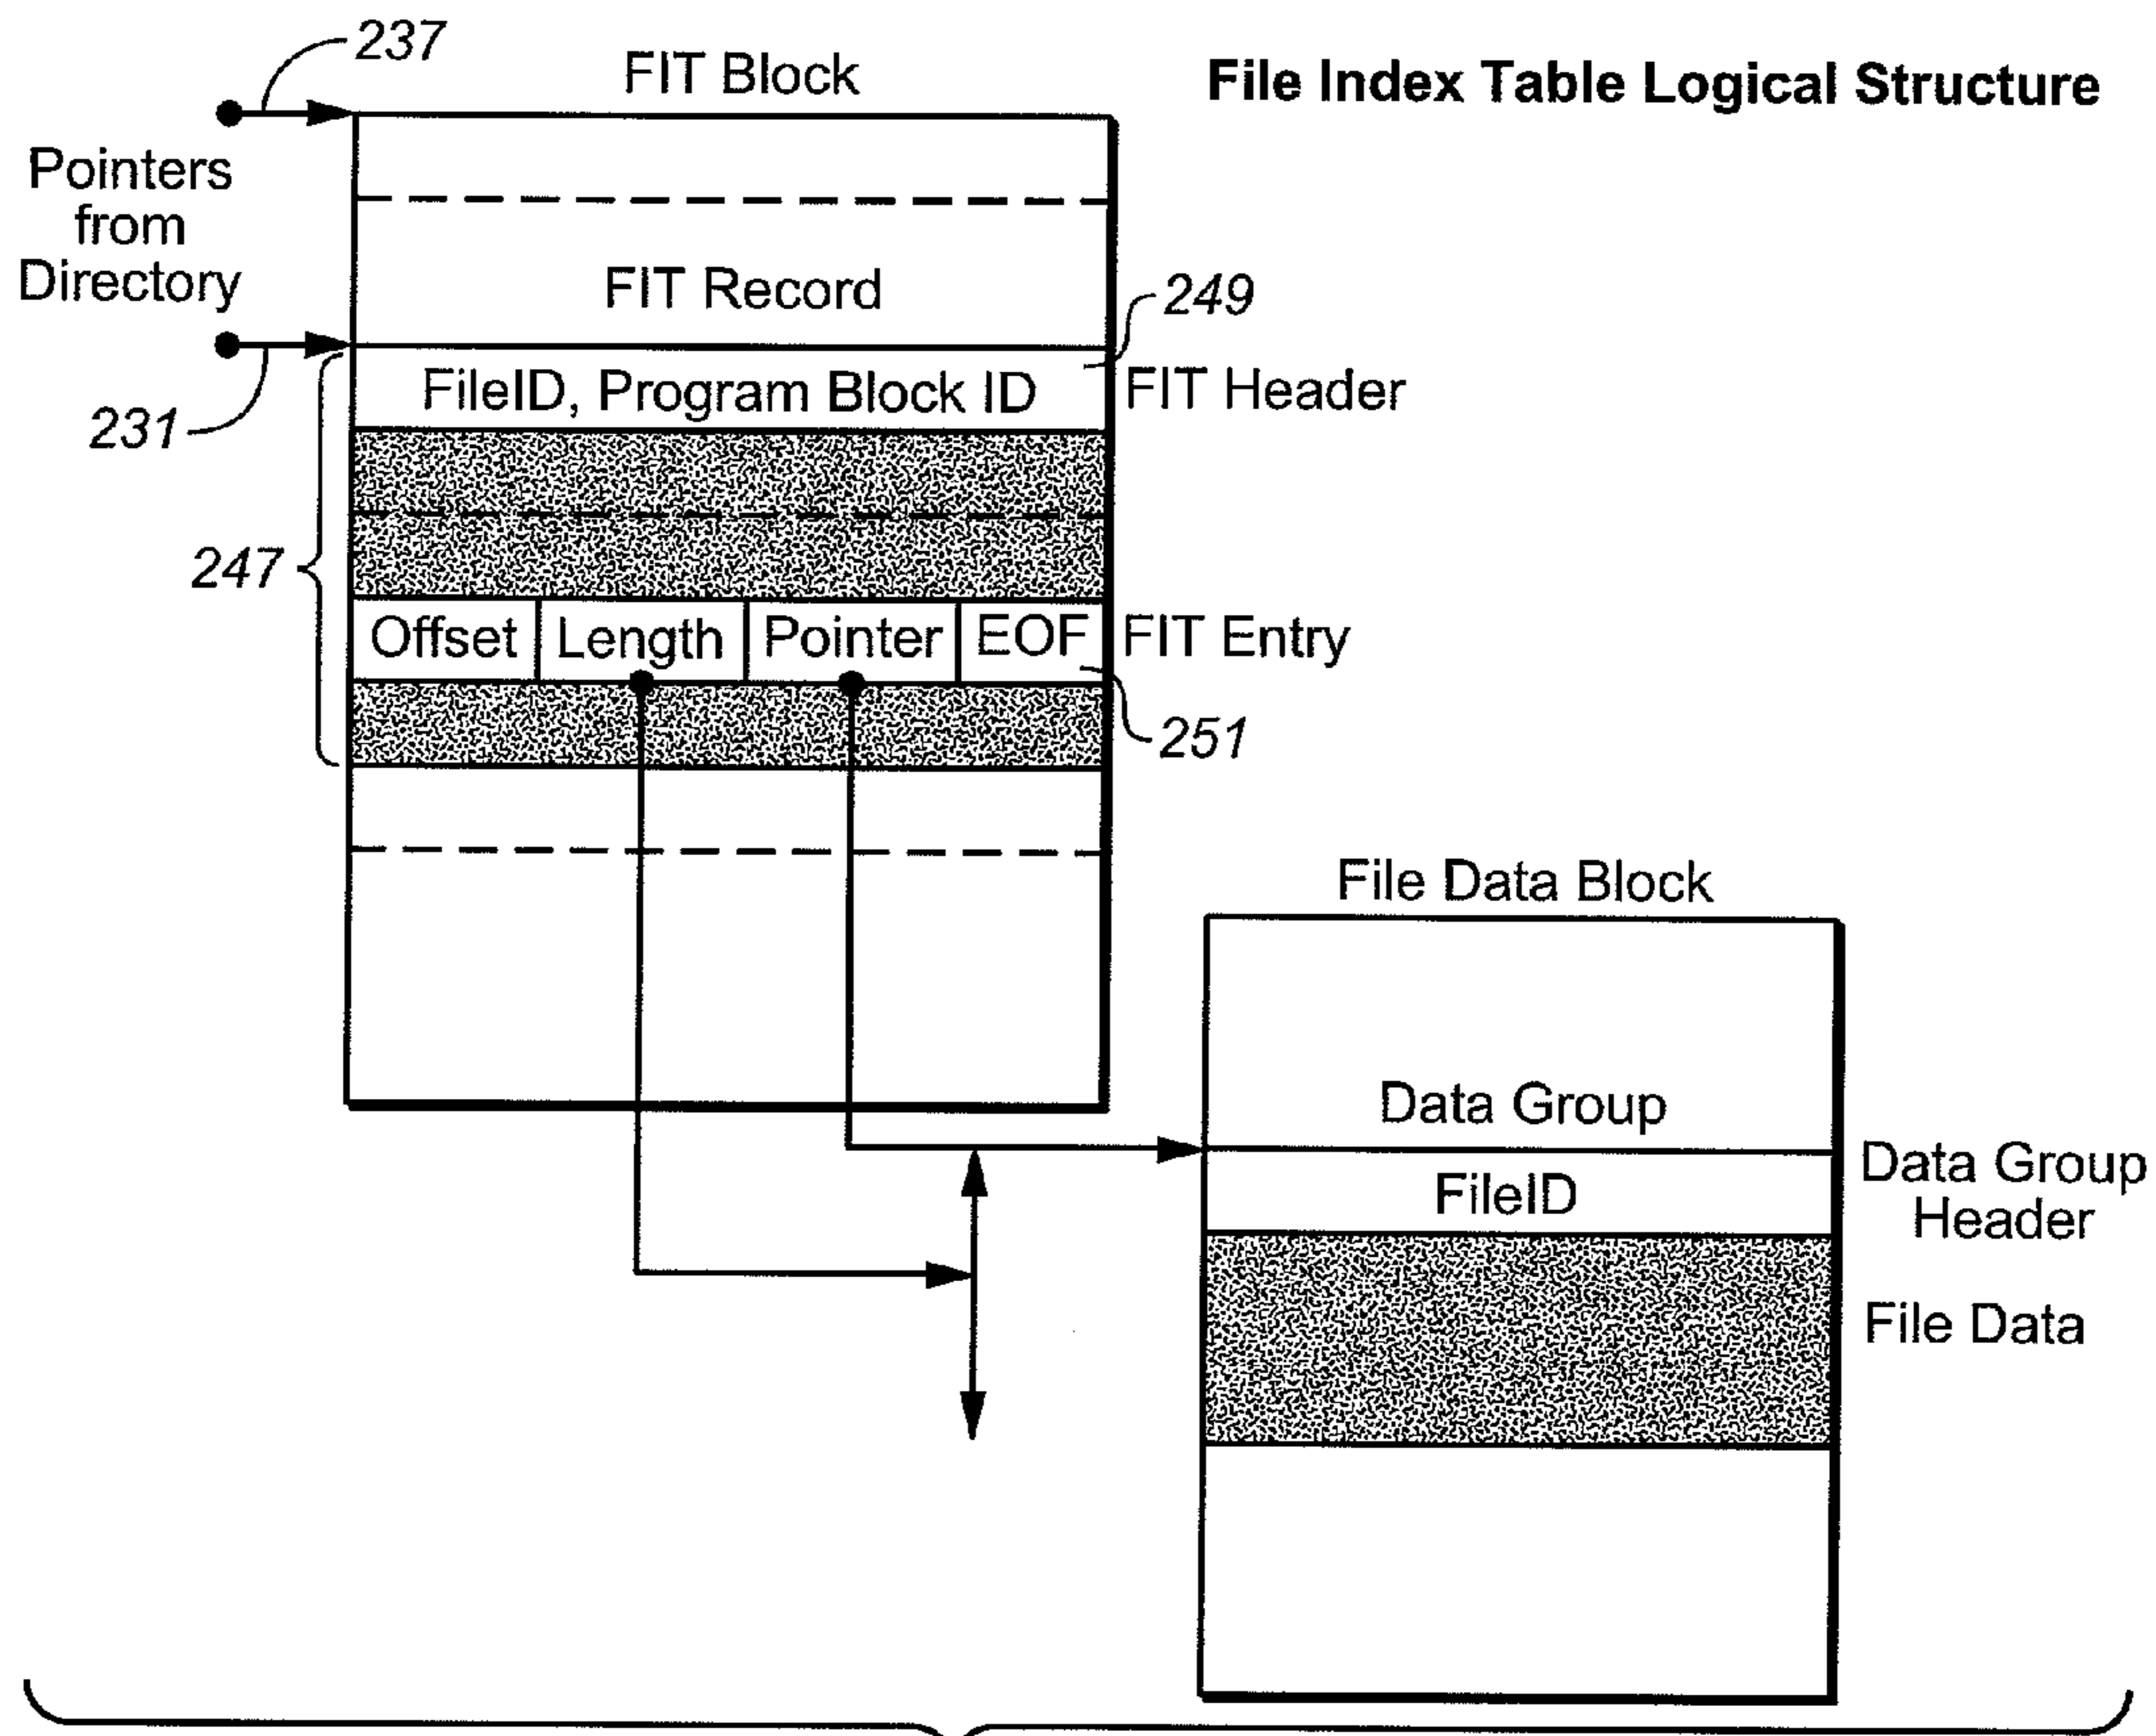 237
FIT Block
File Index Table Logical Structure
Pointers
from
Directory
FIT Record
249
231
FileID, Program Block ID
FIT Header
247
Offset
Length
Pointer
EOF
FIT Entry
251
File Data Block
Data Group
FileID
Data Group
Header
File Data